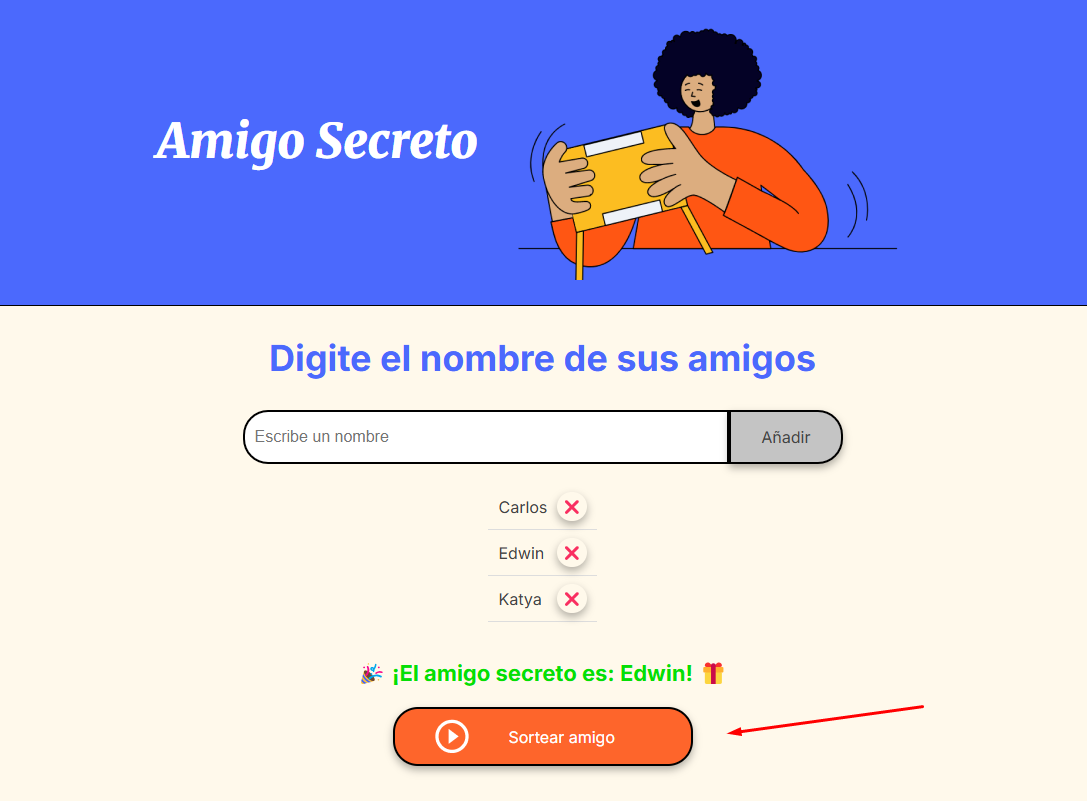 Amigo Secreto
Digite el nombre de sus amigos
Escribe un nombre
Añadir
Carlos
Edwin
Katya
🎉 ¡El amigo secreto es: Edwin! 🎁
Sortear amigo